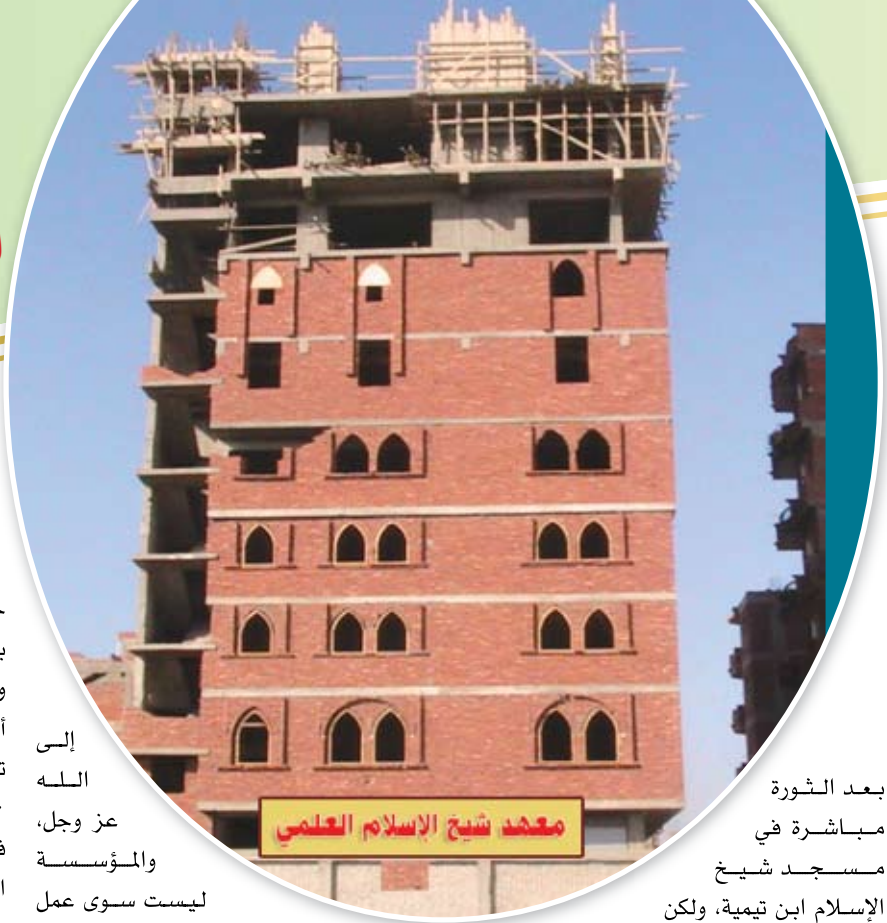 معهد شيخ الإسلام العلمي
بعد الثورة
مباشرة في
مسجد شيخ
الإسلام ابن تيمية، ولكن
إلى
الله
عز وجل،
والمؤسسة
ليست سوى عمل